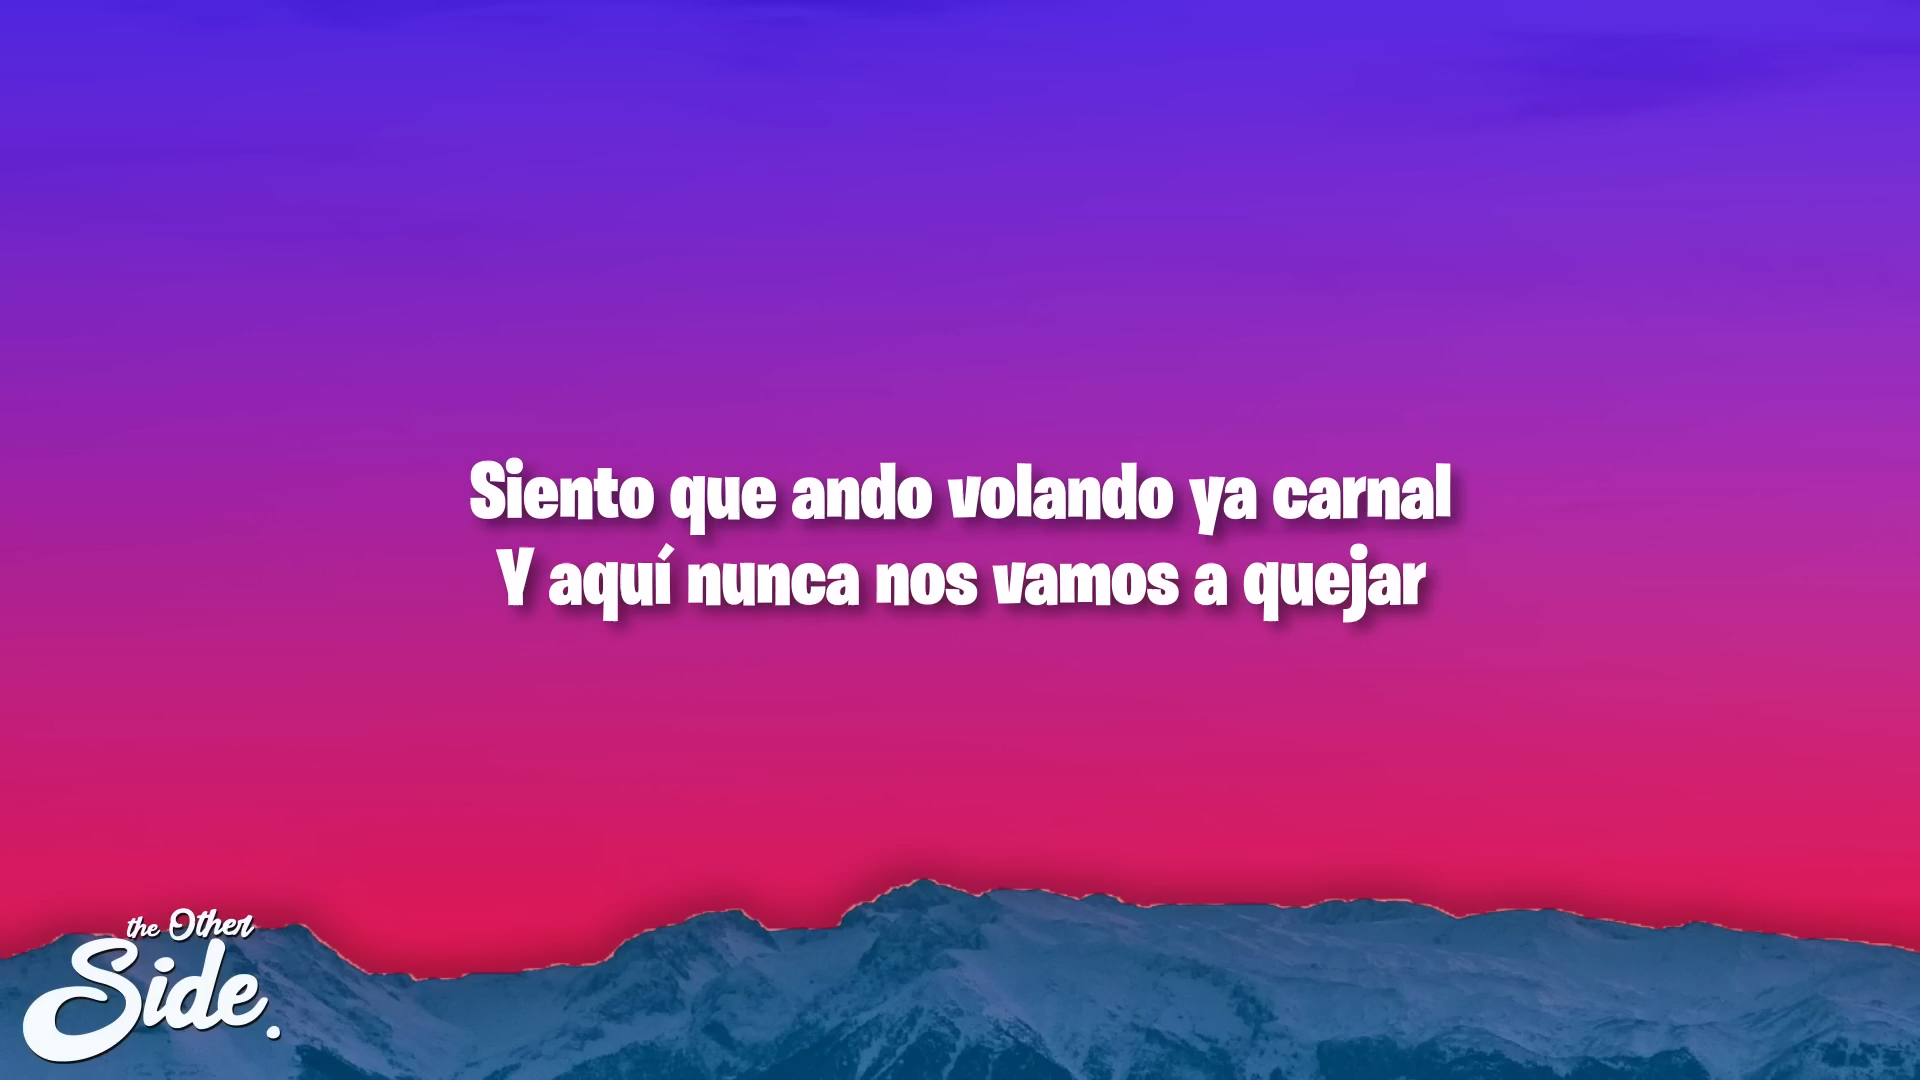 Siento que ando volando ya carnal
Y aquí nunca nos vamos a quejar
the Other
Side.